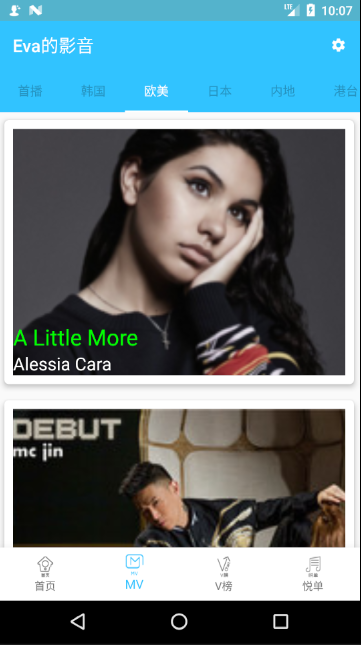 LTE 10:07
Eva的影音
首播 韩国 欧美 日本 内地 港台
A Little More
Alessia Cara
DEBUT
mc jin
首页 MV V榜 悦单